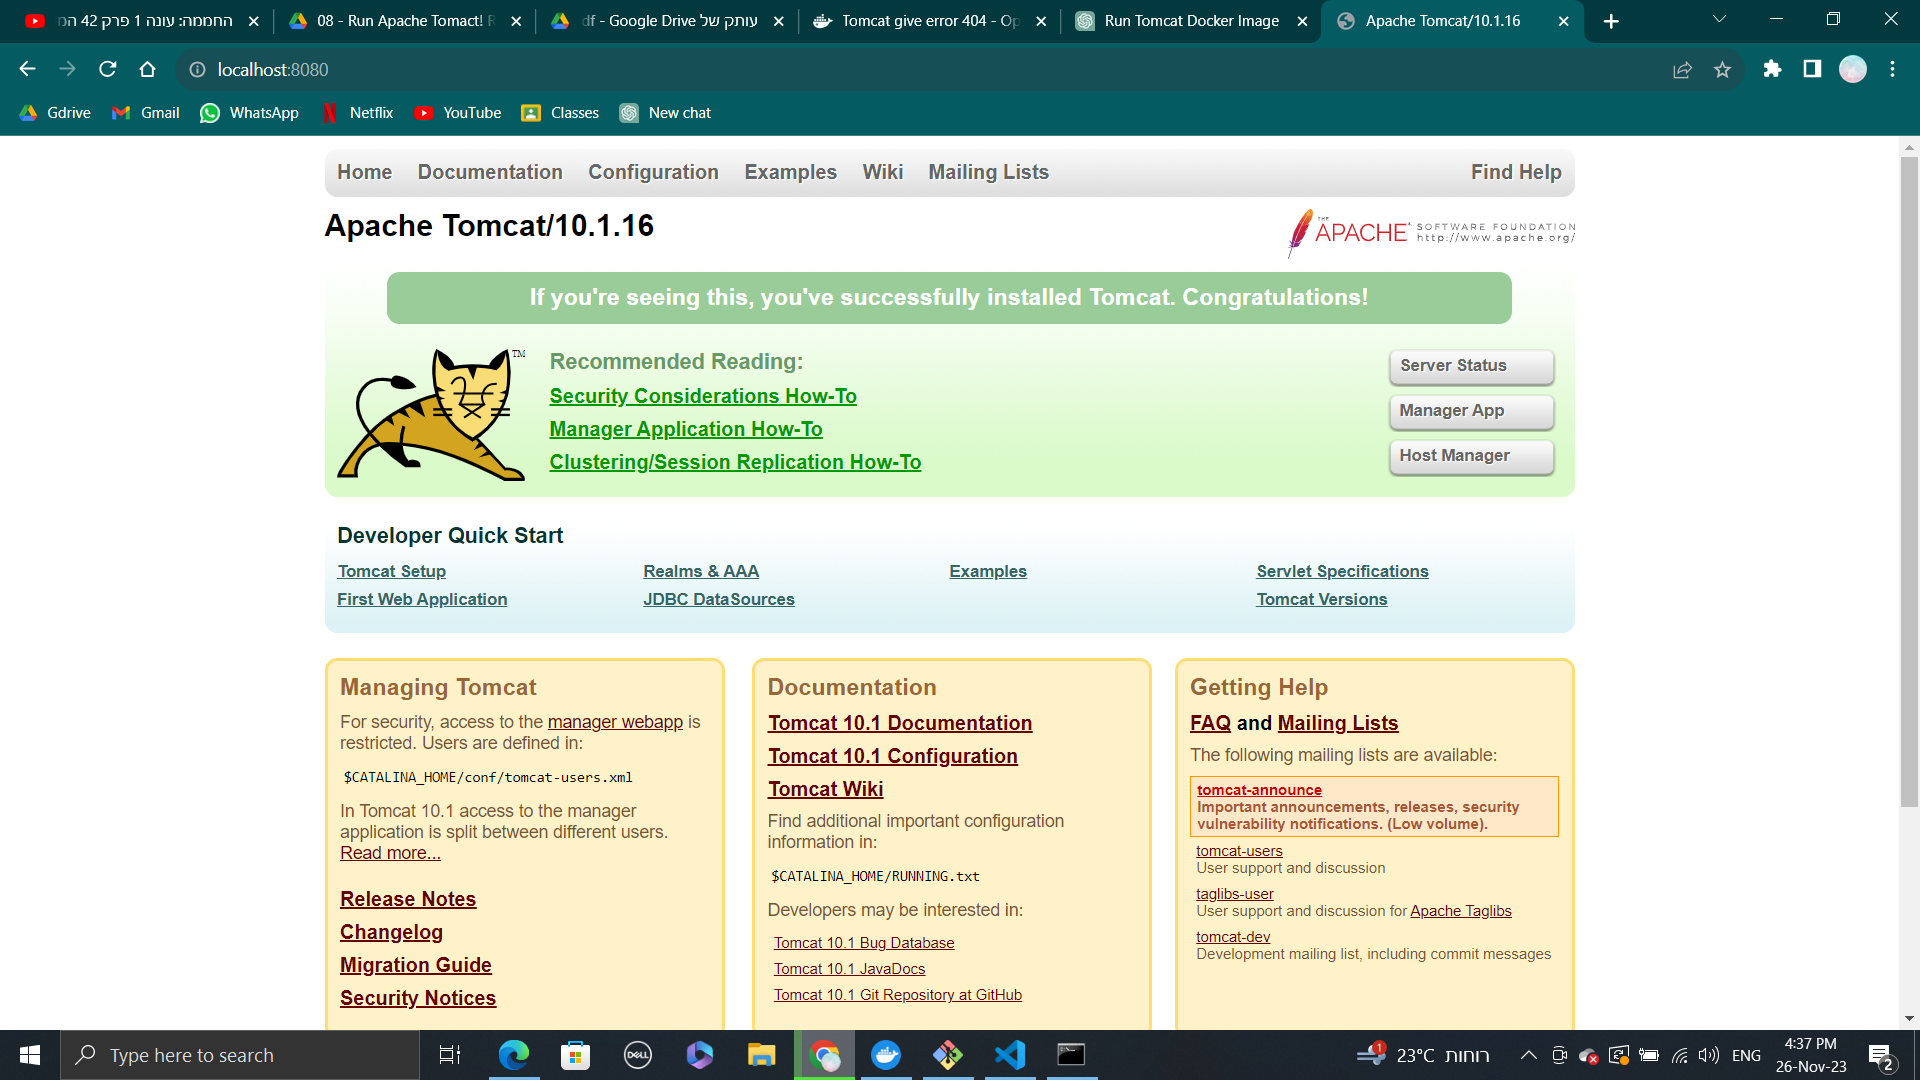 החממה: עונה 1 פרק 42 המ
08 - Run Apache Tomact! R
עותק של df - Google Drive
Tomcat give error 404 - Op
Run Tomcat Docker Image
Apache Tomcat/10.1.16
localhost:8080
Gdrive
Gmail
WhatsApp
Netflix
YouTube
Classes
New chat
Home Documentation Configuration Examples Wiki Mailing Lists Find Help
Apache Tomcat/10.1.16
THE APACHE SOFTWARE FOUNDATION
http://www.apache.org/
If you're seeing this, you've successfully installed Tomcat. Congratulations!
TM
Recommended Reading:
Security Considerations How-To
Manager Application How-To
Clustering/Session Replication How-To
Server Status
Manager App
Host Manager
Developer Quick Start
Tomcat Setup
First Web Application
Realms & AAA
JDBC DataSources
Examples
Servlet Specifications
Tomcat Versions
Managing Tomcat
For security, access to the manager webapp is
restricted. Users are defined in:
$CATALINA_HOME/conf/tomcat-users.xml
In Tomcat 10.1 access to the manager
application is split between different users.
Read more...
Release Notes
Changelog
Migration Guide
Security Notices
Documentation
Tomcat 10.1 Documentation
Tomcat 10.1 Configuration
Tomcat Wiki
Find additional important configuration
information in:
$CATALINA_HOME/RUNNING.txt
Developers may be interested in:
Tomcat 10.1 Bug Database
Tomcat 10.1 JavaDocs
Tomcat 10.1 Git Repository at GitHub
Getting Help
FAQ and Mailing Lists
The following mailing lists are available:
tomcat-announce
Important announcements, releases, security
vulnerability notifications. (Low volume).
tomcat-users
User support and discussion
taglibs-user
User support and discussion for Apache Taglibs
tomcat-dev
Development mailing list, including commit messages
Type here to search
DELL
1
23°C רוחות
ENG
4:37 PM
26-Nov-23
2